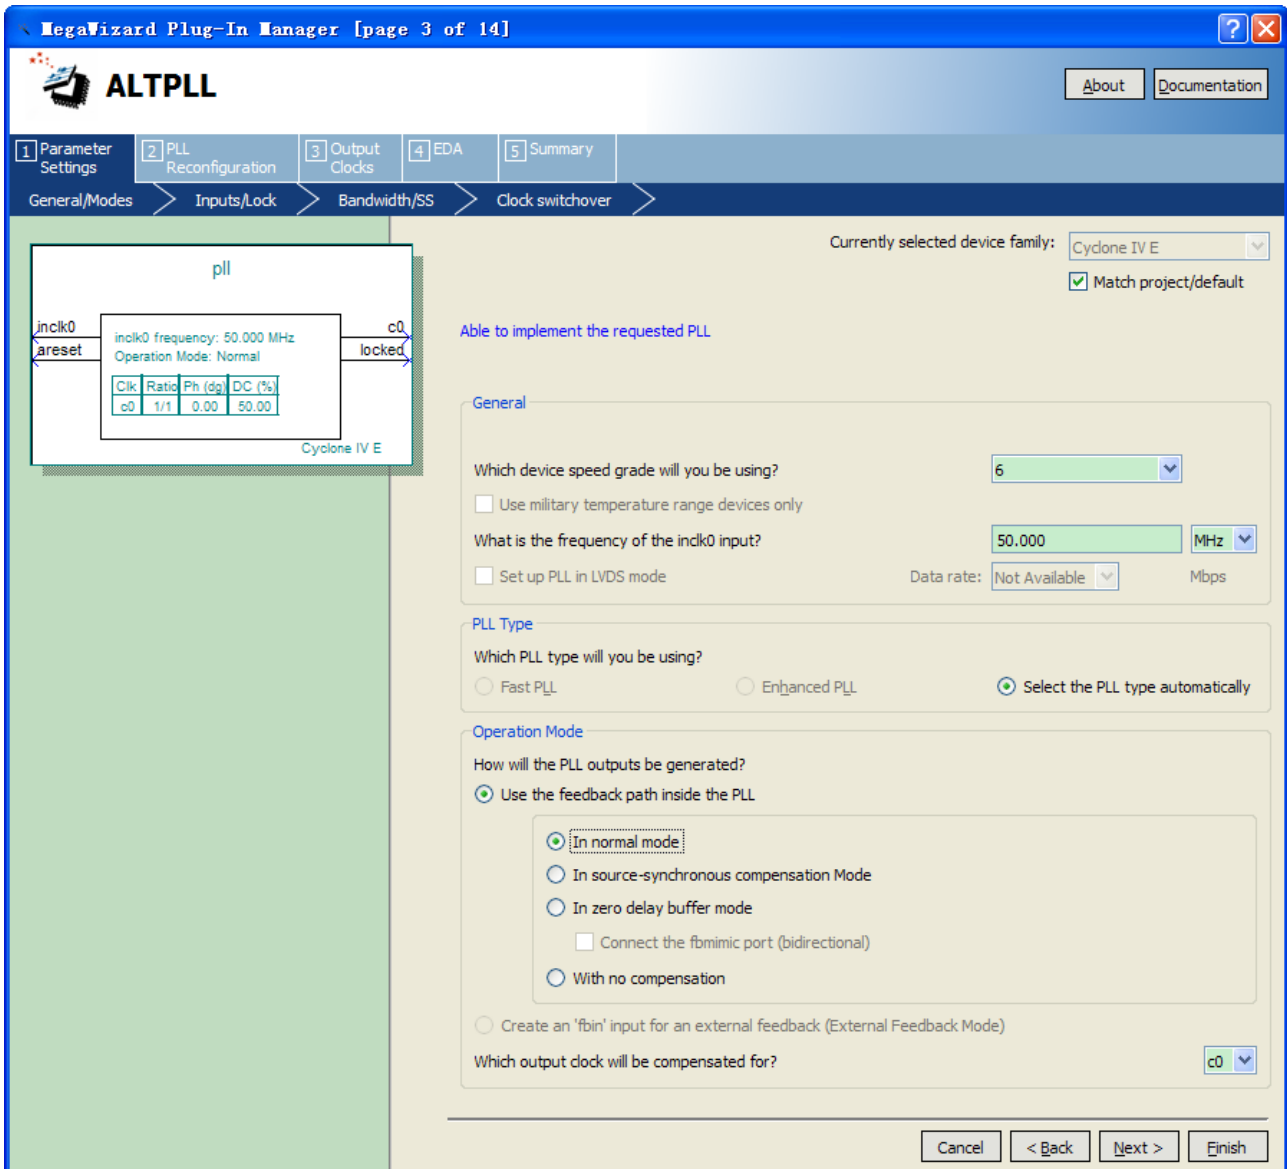 MegaWizard Plug-In Manager [page 3 of 14]
ALTPLL
About
Documentation
1 Parameter Settings
2 PLL Reconfiguration
3 Output Clocks
4 EDA
5 Summary
General/Modes
Inputs/Lock
Bandwidth/SS
Clock switchover
pll
inclk0
areset
inclk0 frequency: 50.000 MHz
Operation Mode: Normal
Clk Ratio Ph (dg) DC (%)
c0 1/1 0.00 50.00
c0
locked
Cyclone IV E
Currently selected device family: Cyclone IV E
Match project/default
Able to implement the requested PLL
General
Which device speed grade will you be using? 6
Use military temperature range devices only
What is the frequency of the inclk0 input? 50.000 MHz
Set up PLL in LVDS mode Data rate: Not Available Mbps
PLL Type
Which PLL type will you be using?
Fast PLL Enhanced PLL Select the PLL type automatically
Operation Mode
How will the PLL outputs be generated?
Use the feedback path inside the PLL
In normal mode
In source-synchronous compensation Mode
In zero delay buffer mode
Connect the fbmimic port (bidirectional)
With no compensation
Create an 'fbin' input for an external feedback (External Feedback Mode)
Which output clock will be compensated for? c0
Cancel < Back Next > Finish